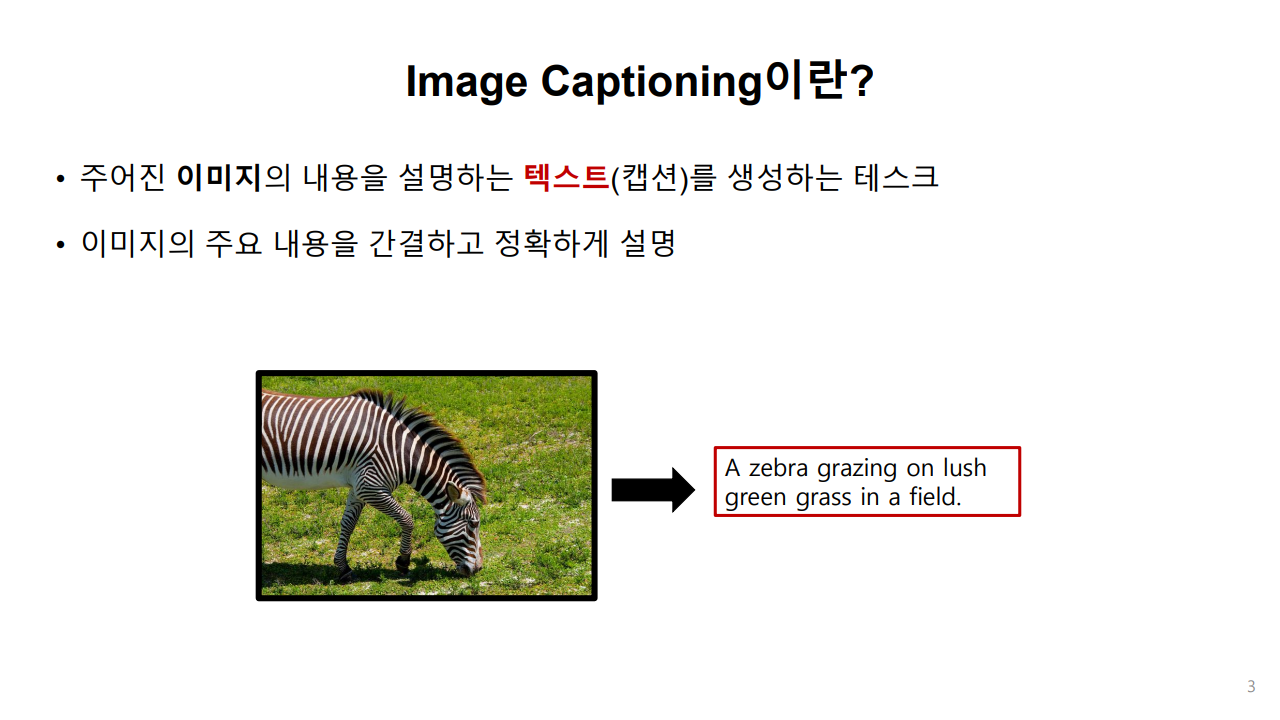 Image Captioning이란?
• 주어진 이미지의 내용을 설명하는 텍스트(캡션)를 생성하는 테스크
• 이미지의 주요 내용을 간결하고 정확하게 설명
A zebra grazing on lush
green grass in a field.
3